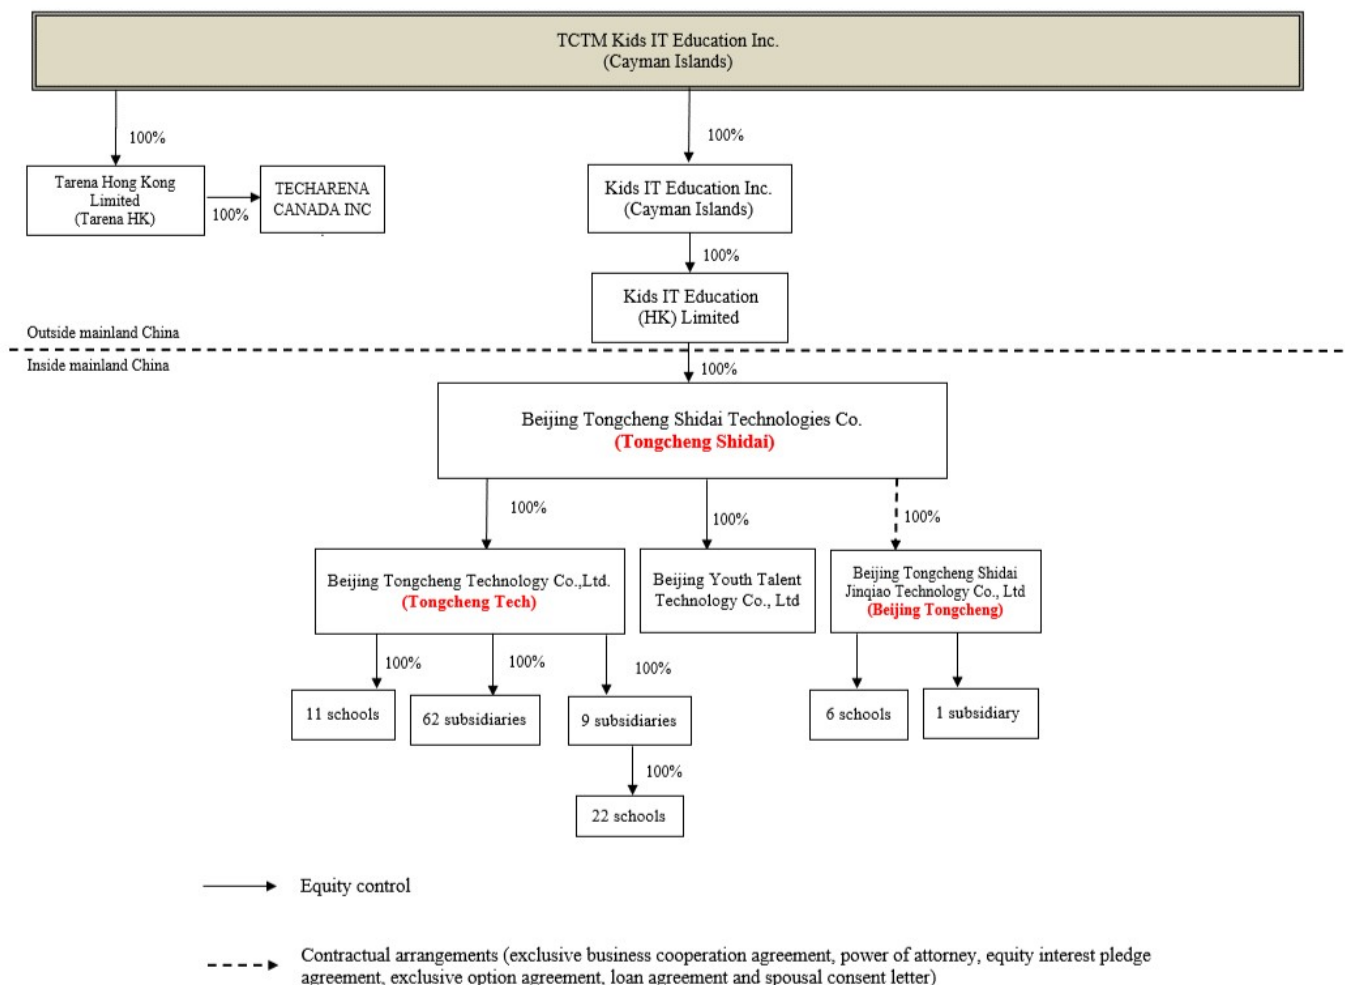 TCTM Kids IT Education Inc.
(Cayman Islands)
100%
100%
Tarena Hong Kong
Limited
(Tarena HK)
100%
TECHARENA
CANADA INC
Kids IT Education Inc.
(Cayman Islands)
100%
Kids IT Education
(HK) Limited
Outside mainland China
Inside mainland China
100%
Beijing Tongcheng Shidai Technologies Co.
(Tongcheng Shidai)
100%
100%
100%
Beijing Tongcheng Technology Co.,Ltd.
(Tongcheng Tech)
Beijing Youth Talent
Technology Co., Ltd
Beijing Tongcheng Shidai
Jinqiao Technology Co., Ltd
(Beijing Tongcheng)
100%
100%
100%
11 schools
62 subsidiaries
9 subsidiaries
6 schools
1 subsidiary
100%
22 schools
Equity control
Contractual arrangements (exclusive business cooperation agreement, power of attorney, equity interest pledge
agreement, exclusive option agreement, loan agreement and spousal consent letter)